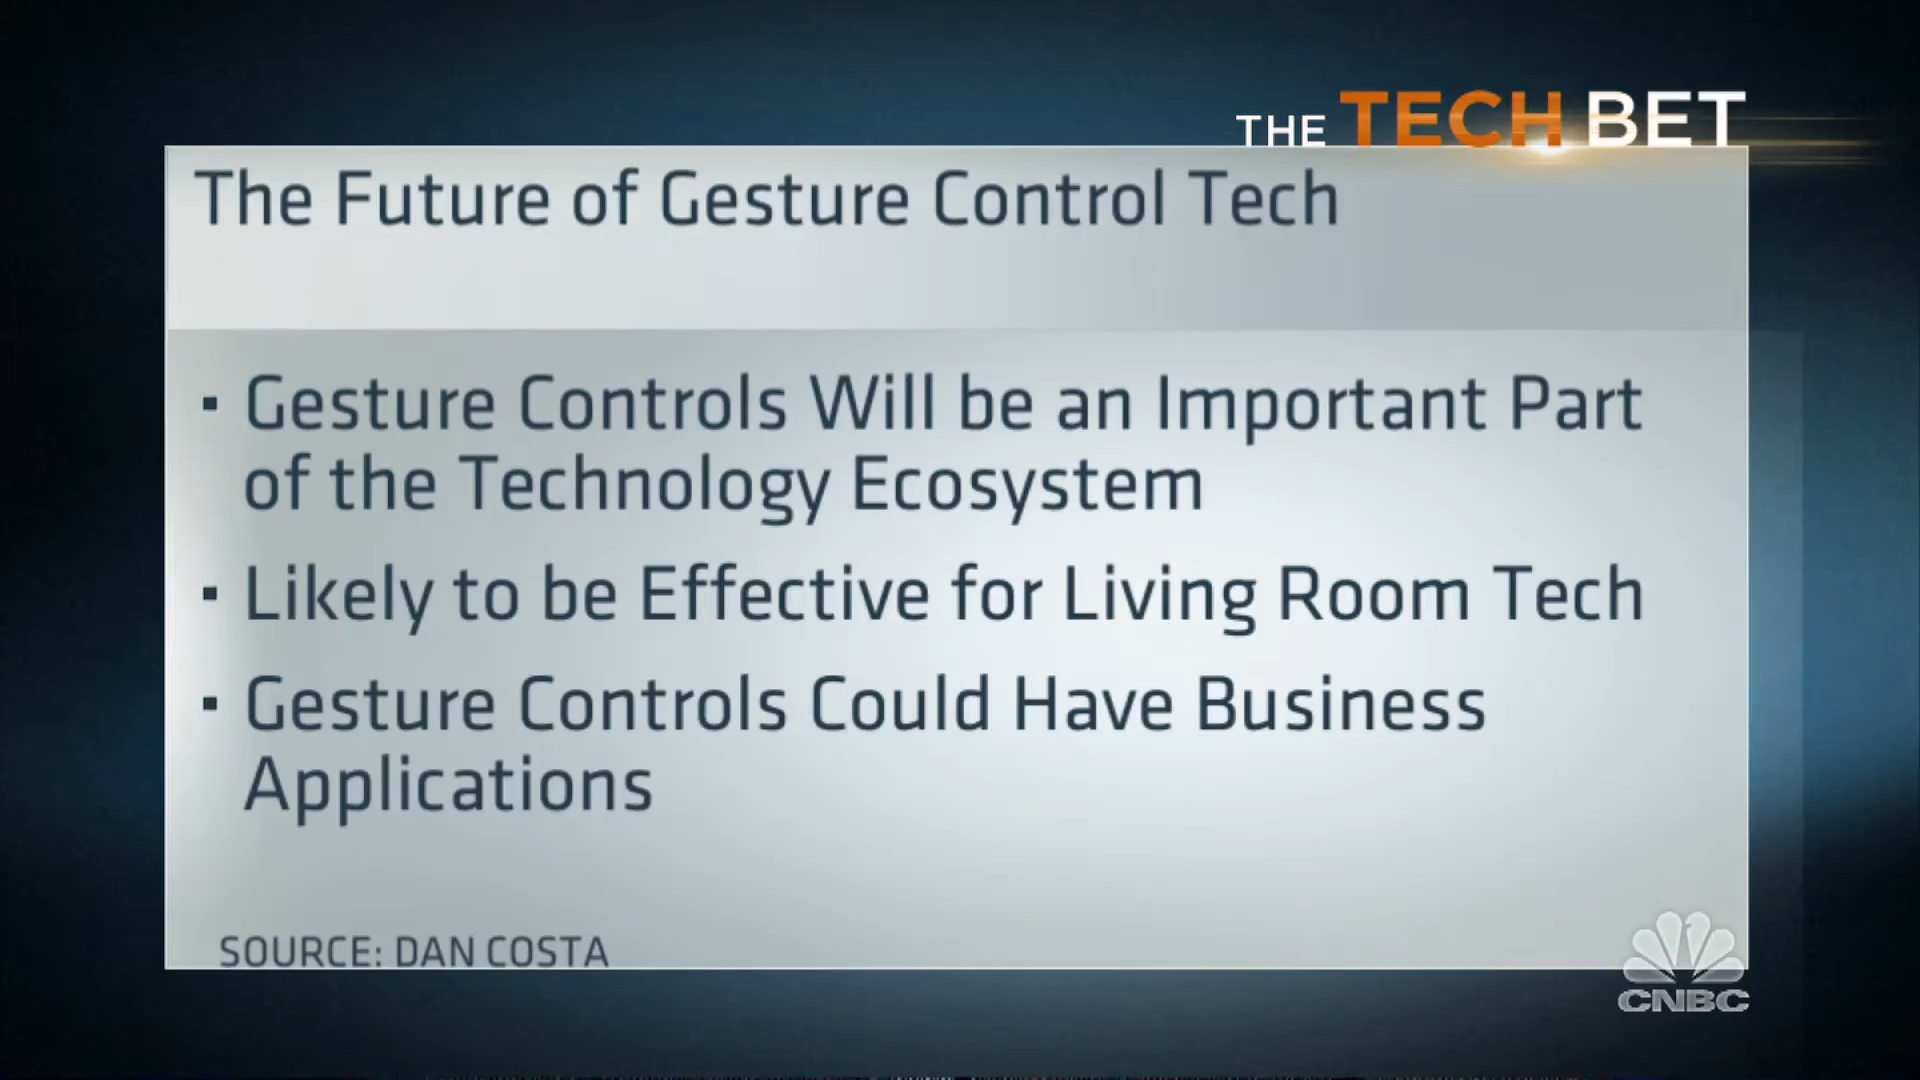 THE TECH BET
The Future of Gesture Control Tech
▪ Gesture Controls Will be an Important Part
of the Technology Ecosystem
▪ Likely to be Effective for Living Room Tech
▪ Gesture Controls Could Have Business
Applications
SOURCE: DAN COSTA
CNBC